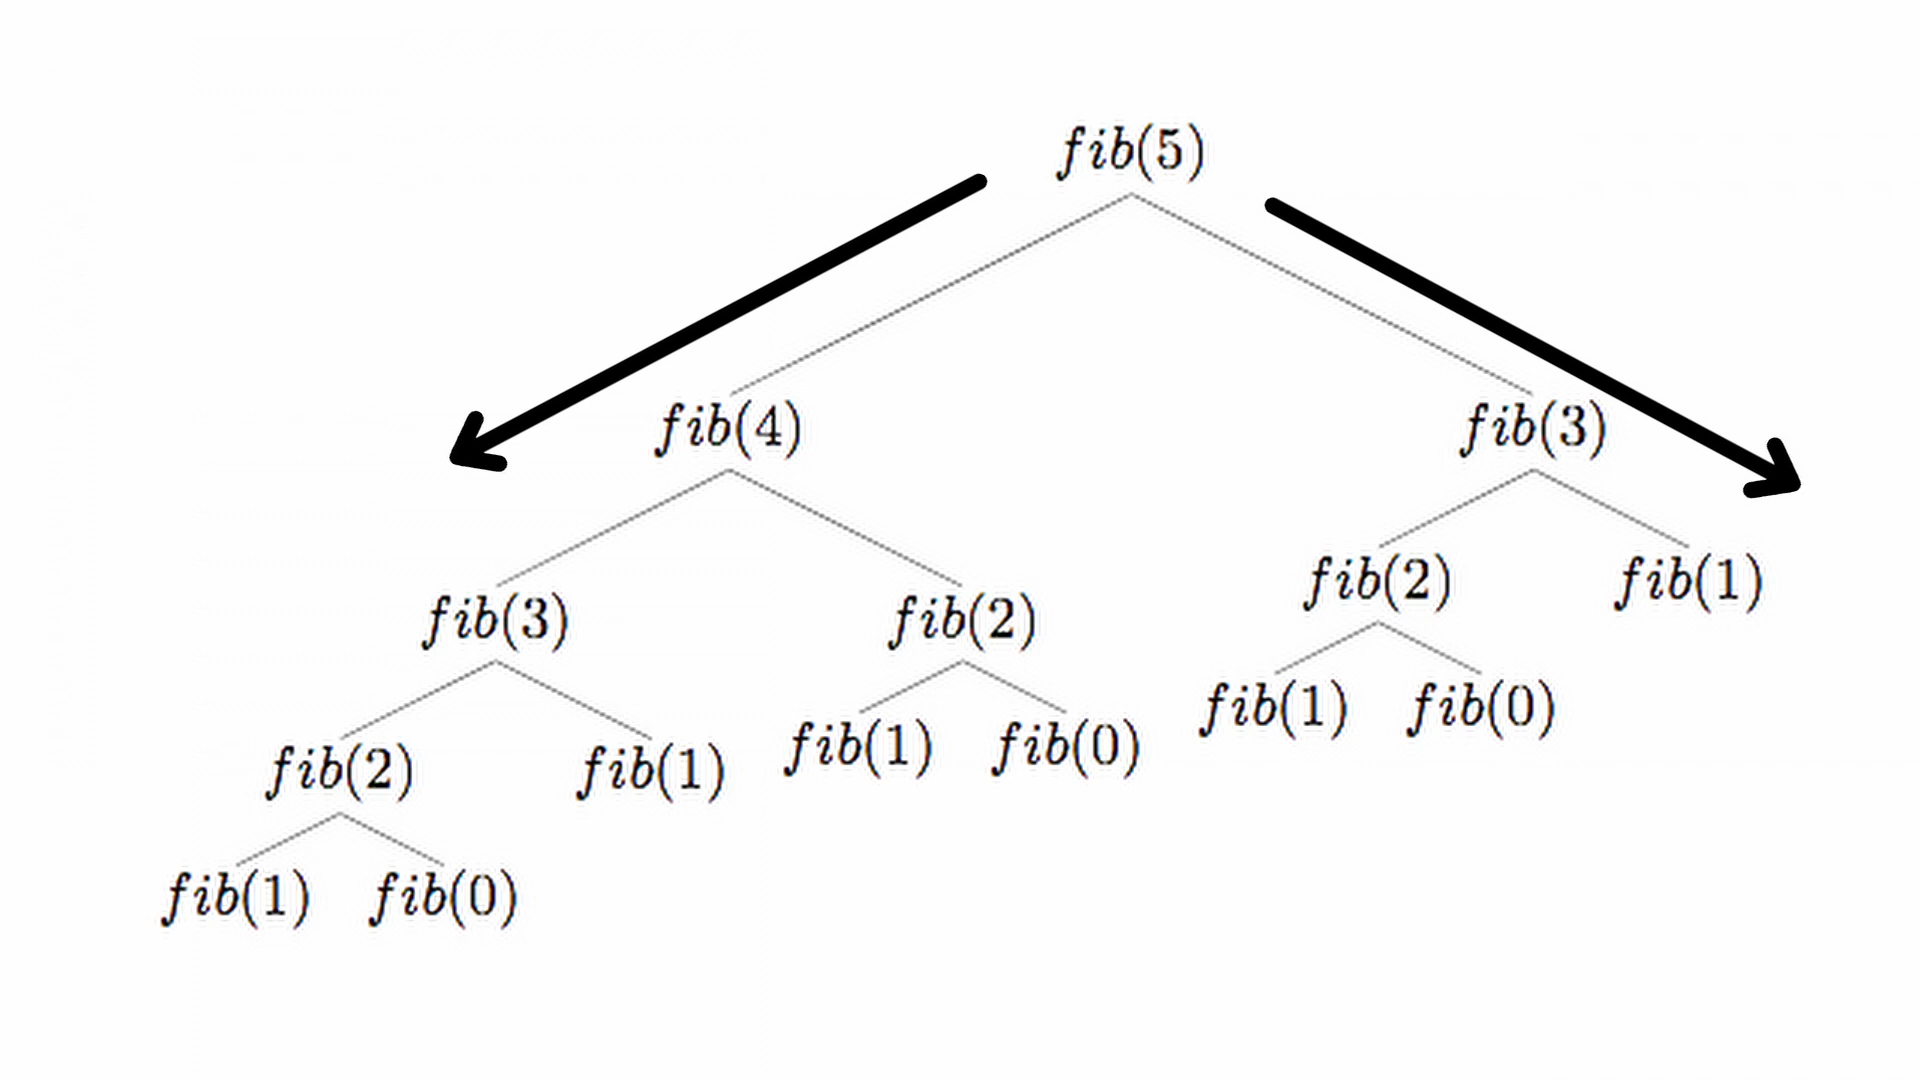 fib(5)
fib(4) fib(3)
fib(3) fib(2) fib(2) fib(1)
fib(2) fib(1) fib(1) fib(0) fib(1) fib(0)
fib(1) fib(0)